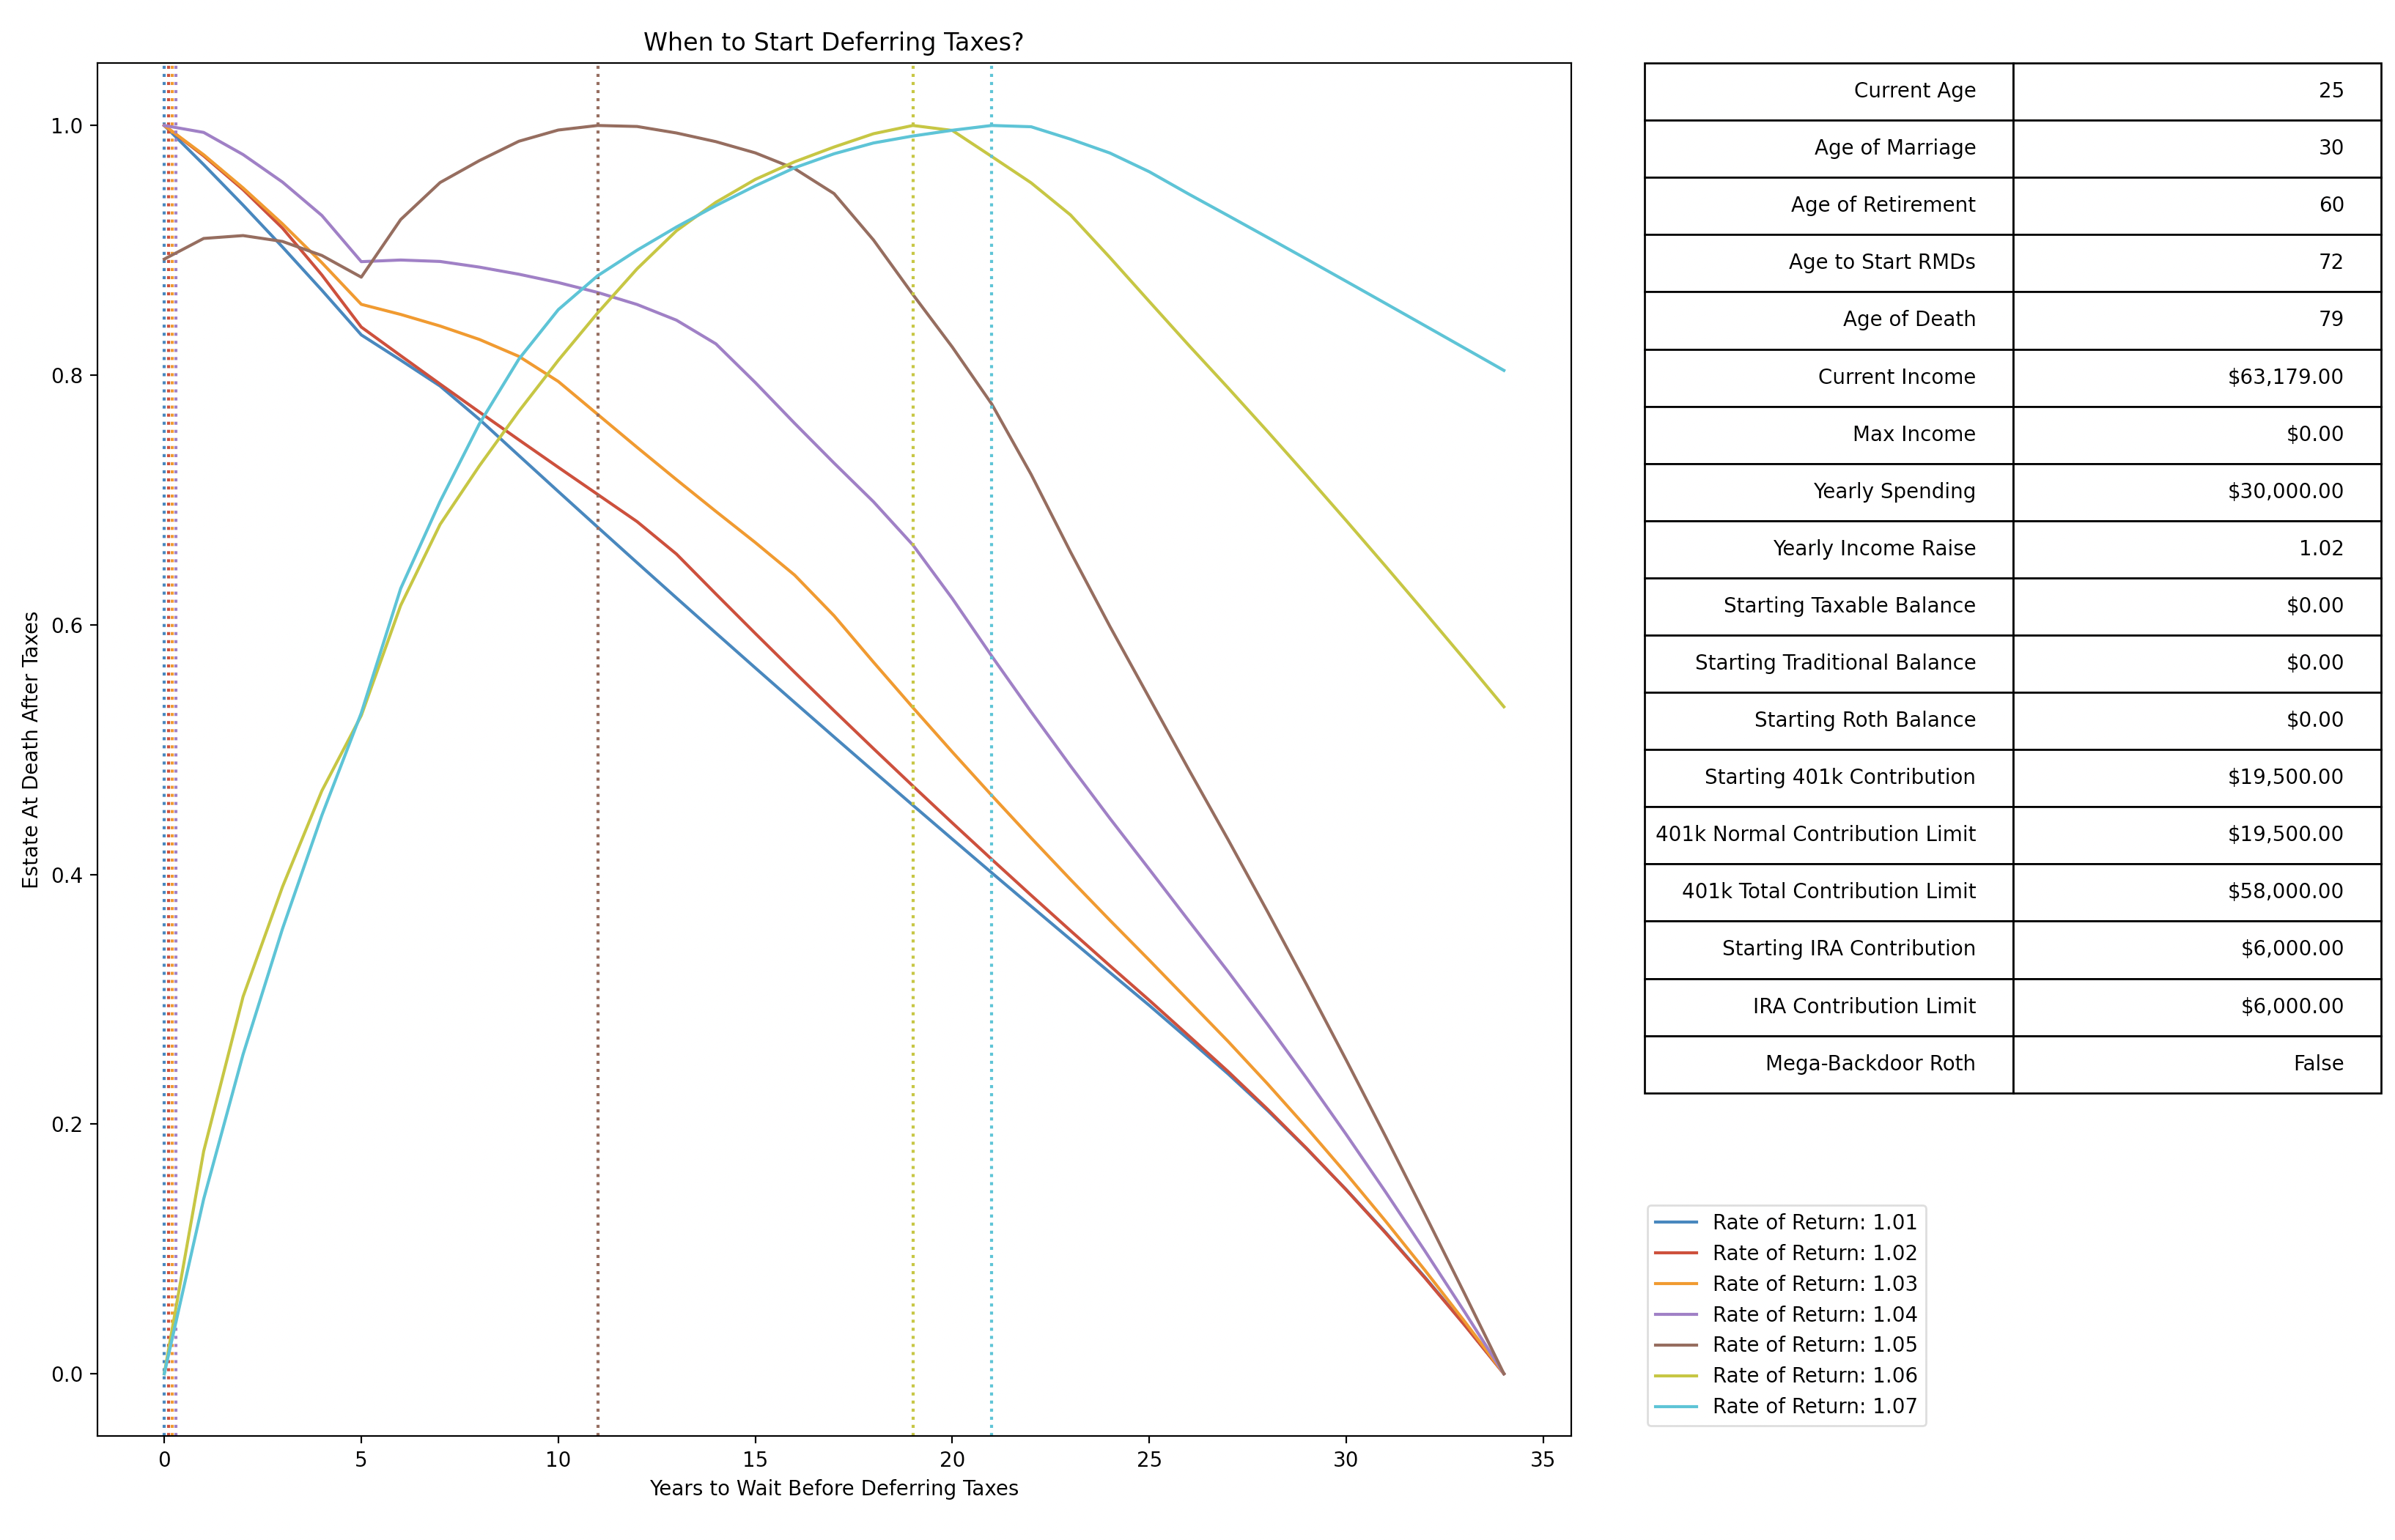 When to Start Deferring Taxes?
1.0
0.8
0.6
0.4
0.2
0.0
Estate At Death After Taxes
0 5 10 15 20 25 30 35
Years to Wait Before Deferring Taxes
Current Age 25
Age of Marriage 30
Age of Retirement 60
Age to Start RMDs 72
Age of Death 79
Current Income $63,179.00
Max Income $0.00
Yearly Spending $30,000.00
Yearly Income Raise 1.02
Starting Taxable Balance $0.00
Starting Traditional Balance $0.00
Starting Roth Balance $0.00
Starting 401k Contribution $19,500.00
401k Normal Contribution Limit $19,500.00
401k Total Contribution Limit $58,000.00
Starting IRA Contribution $6,000.00
IRA Contribution Limit $6,000.00
Mega-Backdoor Roth False
Rate of Return: 1.01
Rate of Return: 1.02
Rate of Return: 1.03
Rate of Return: 1.04
Rate of Return: 1.05
Rate of Return: 1.06
Rate of Return: 1.07